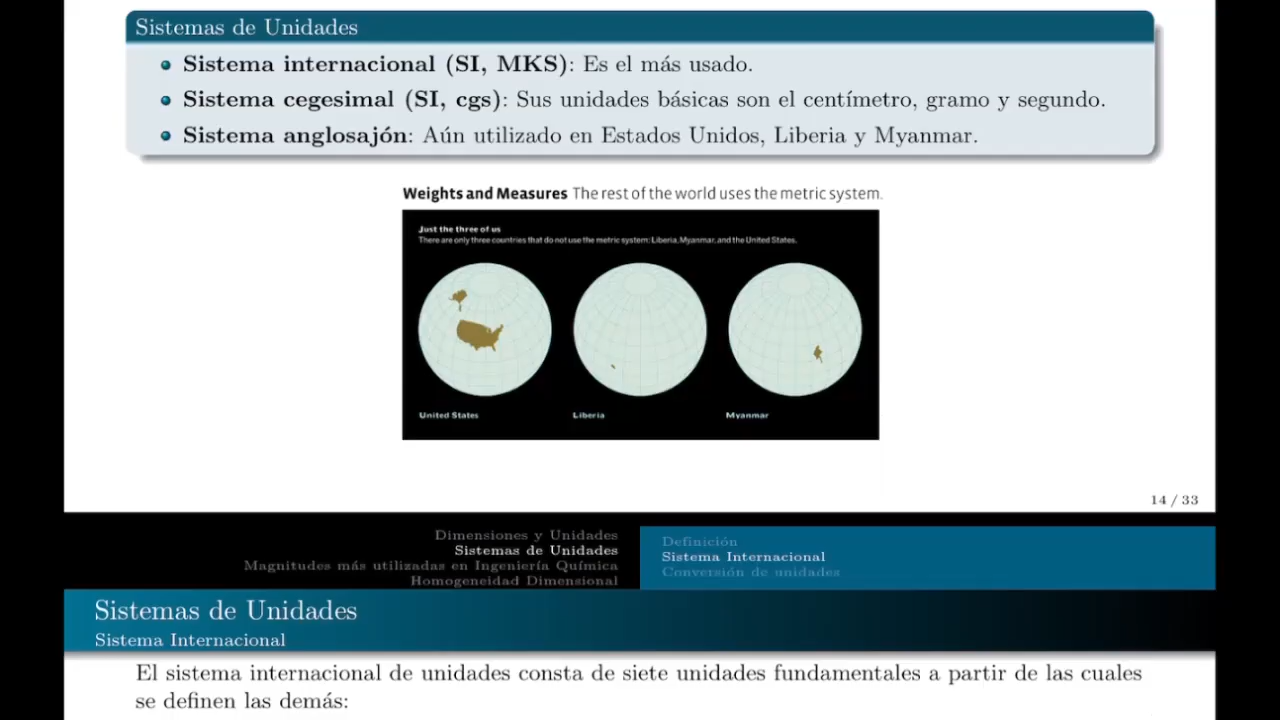 Sistemas de Unidades
Sistema internacional (SI, MKS): Es el más usado.
Sistema cegesimal (SI, cgs): Sus unidades básicas son el centímetro, gramo y segundo.
Sistema anglosajón: Aún utilizado en Estados Unidos, Liberia y Myanmar.
Weights and Measures The rest of the world uses the metric system.
Just the three of us
There are only three countries that do not use the metric system: Liberia, Myanmar, and the United States.
United States
Liberia
Myanmar
14 / 33
Dimensiones y Unidades
Sistemas de Unidades
Magnitudes más utilizadas en Ingeniería Química
Homogeneidad Dimensional
Definición
Sistema Internacional
Conversión de unidades
Sistemas de Unidades
Sistema Internacional
El sistema internacional de unidades consta de siete unidades fundamentales a partir de las cuales
se definen las demás: